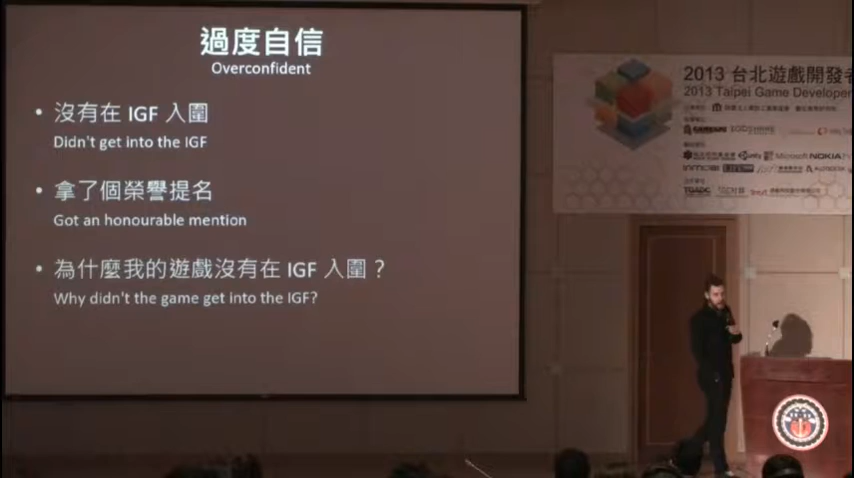 過度自信
Overconfident
• 沒有在 IGF 入圍
Didn't get into the IGF
• 拿了個榮譽提名
Got an honourable mention
• 為什麼我的遊戲沒有在 IGF 入圍？
Why didn't the game get into the IGF?
2013 台北遊戲開發者
2013 Taipei Game Developer
unity Microsoft NOKIA
AUTODESK
TGADC